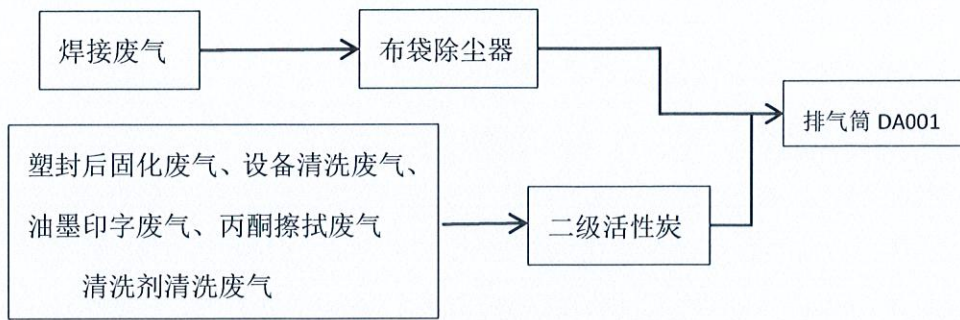 焊接废气
布袋除尘器
排气筒 DA001
塑封后固化废气、设备清洗废气、
油墨印字废气、丙酮擦拭废气
清洗剂清洗废气
二级活性炭